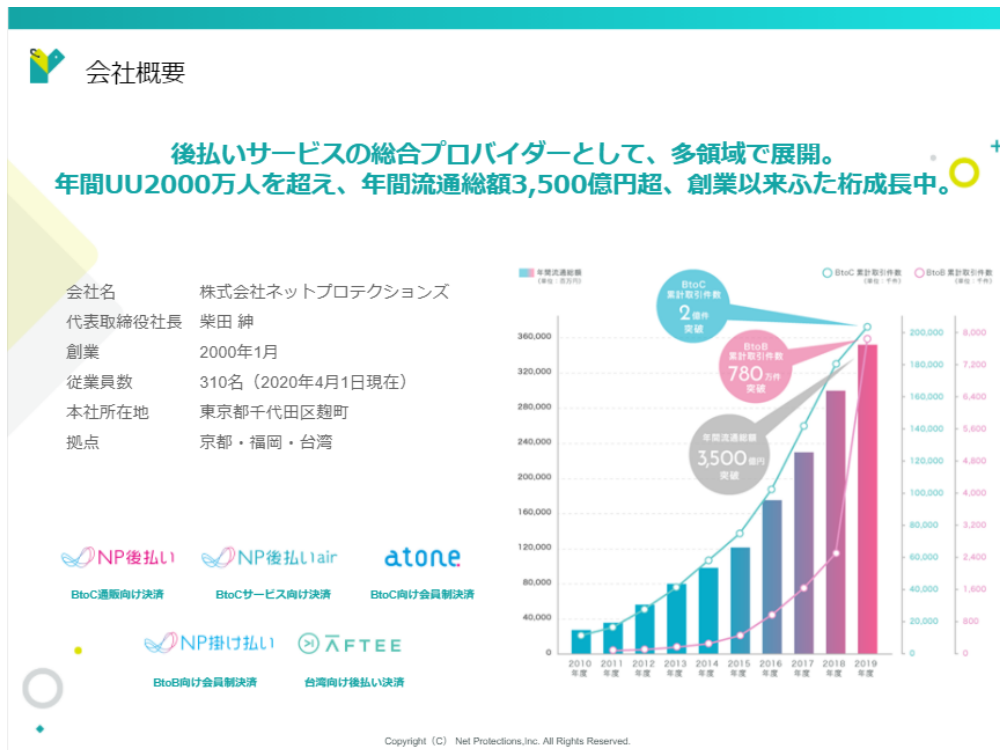 会社概要
後払いサービスの総合プロバイダーとして、多領域で展開。
年間UU2000万人を超え、年間流通総額3,500億円超、創業以来ふた桁成長中。
会社名 株式会社ネットプロテクションズ
代表取締役社長 柴田 紳
創業 2000年1月
従業員数 310名（2020年4月1日現在）
本社所在地 東京都千代田区麹町
拠点 京都・福岡・台湾
NP後払い
BtoC通販向け決済
NP後払いair
BtoCサービス向け決済
atone
BtoC向け会員制決済
NP掛け払い
BtoB向け会員制決済
AFTEE
台湾向け後払い決済
年間流通総額
（単位：百万円）
BtoC 累計取引件数
（単位：千件）
BtoB 累計取引件数
（単位：千件）
BtoC
累計取引件数
2億件
突破
BtoB
累計取引件数
780万件
突破
年間流通総額
3,500億円
突破
360,000
320,000
280,000
240,000
200,000
160,000
120,000
80,000
40,000
0
200,000
180,000
160,000
140,000
120,000
100,000
80,000
60,000
40,000
20,000
0
8,000
7,200
6,400
5,600
4,800
4,000
3,200
2,400
1,600
800
0
2010 2011 2012 2013 2014 2015 2016 2017 2018 2019
年度 年度 年度 年度 年度 年度 年度 年度 年度 年度
Copyright（C） Net Protections,Inc. All Rights Reserved.